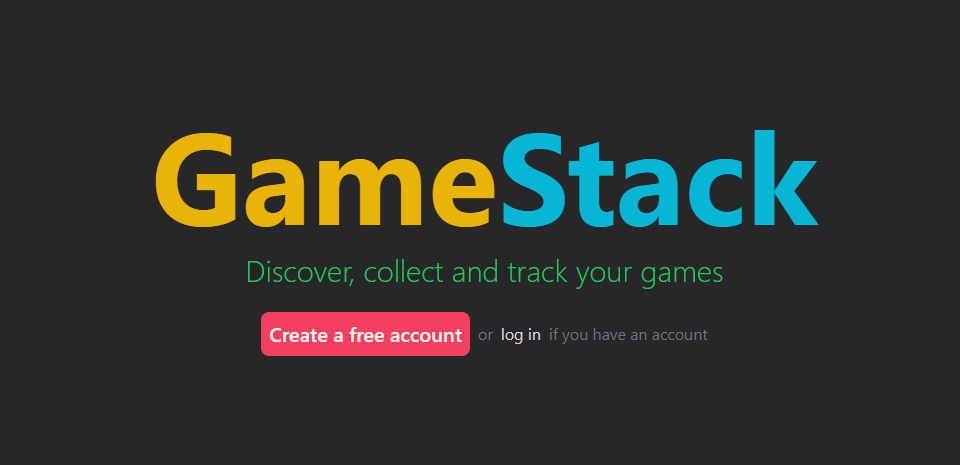 GameStack
Discover, collect and track your games
Create a free account or log in if you have an account